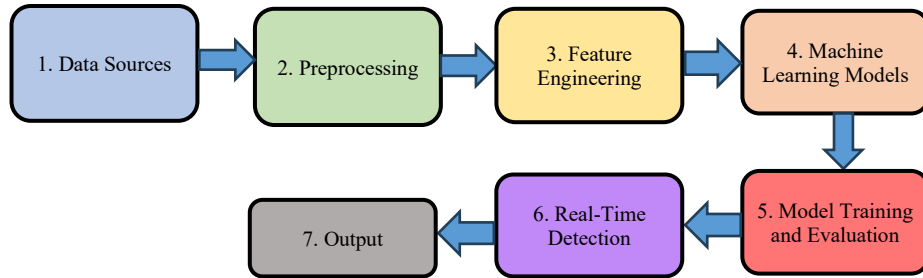 1. Data Sources
2. Preprocessing
3. Feature
Engineering
4. Machine
Learning Models
5. Model Training
and Evaluation
6. Real-Time
Detection
7. Output